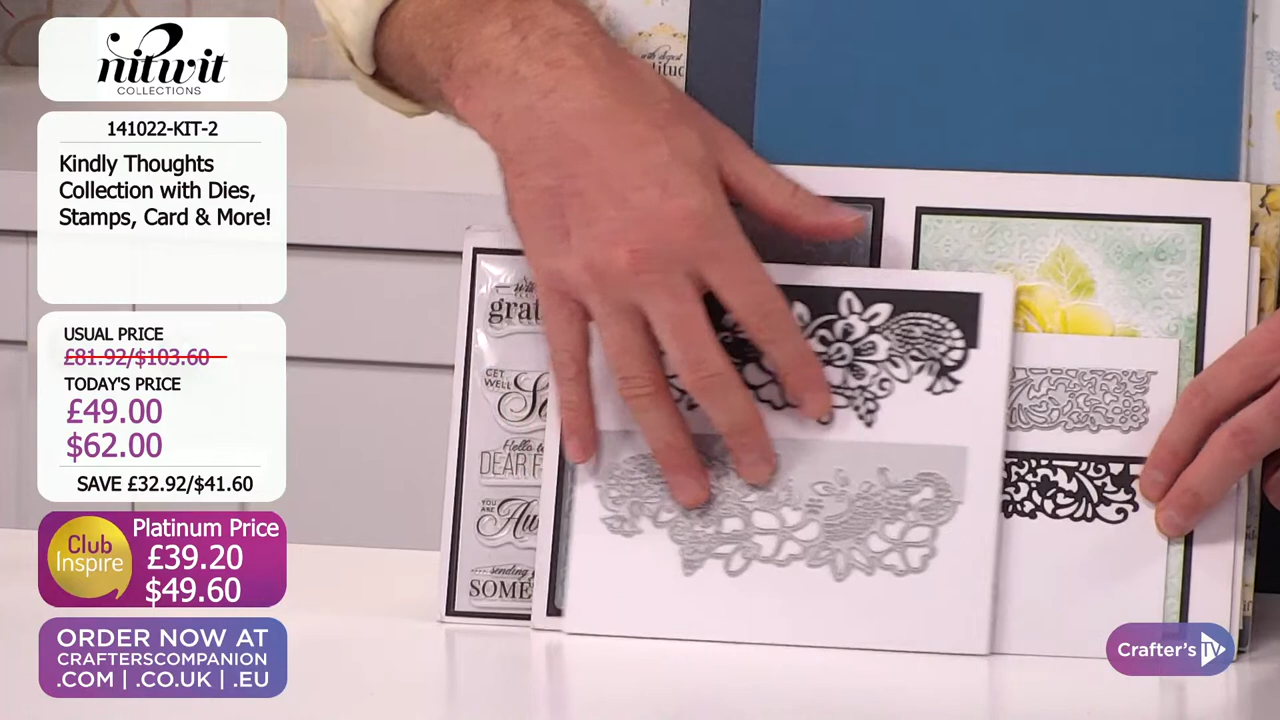 nitwit
COLLECTIONS
141022-KIT-2
Kindly Thoughts
Collection with Dies,
Stamps, Card & More!
USUAL PRICE
£81.92/$103.60
TODAY'S PRICE
£49.00
$62.00
SAVE £32.92/$41.60
Club
Inspire
Platinum Price
£39.20
$49.60
ORDER NOW AT
CRAFTERSCOMPANION
.COM | .CO.UK | .EU
with deepest
GET
WELL
Hello
DEAR
YOU
ARE
sending
SOME
Crafter's TV